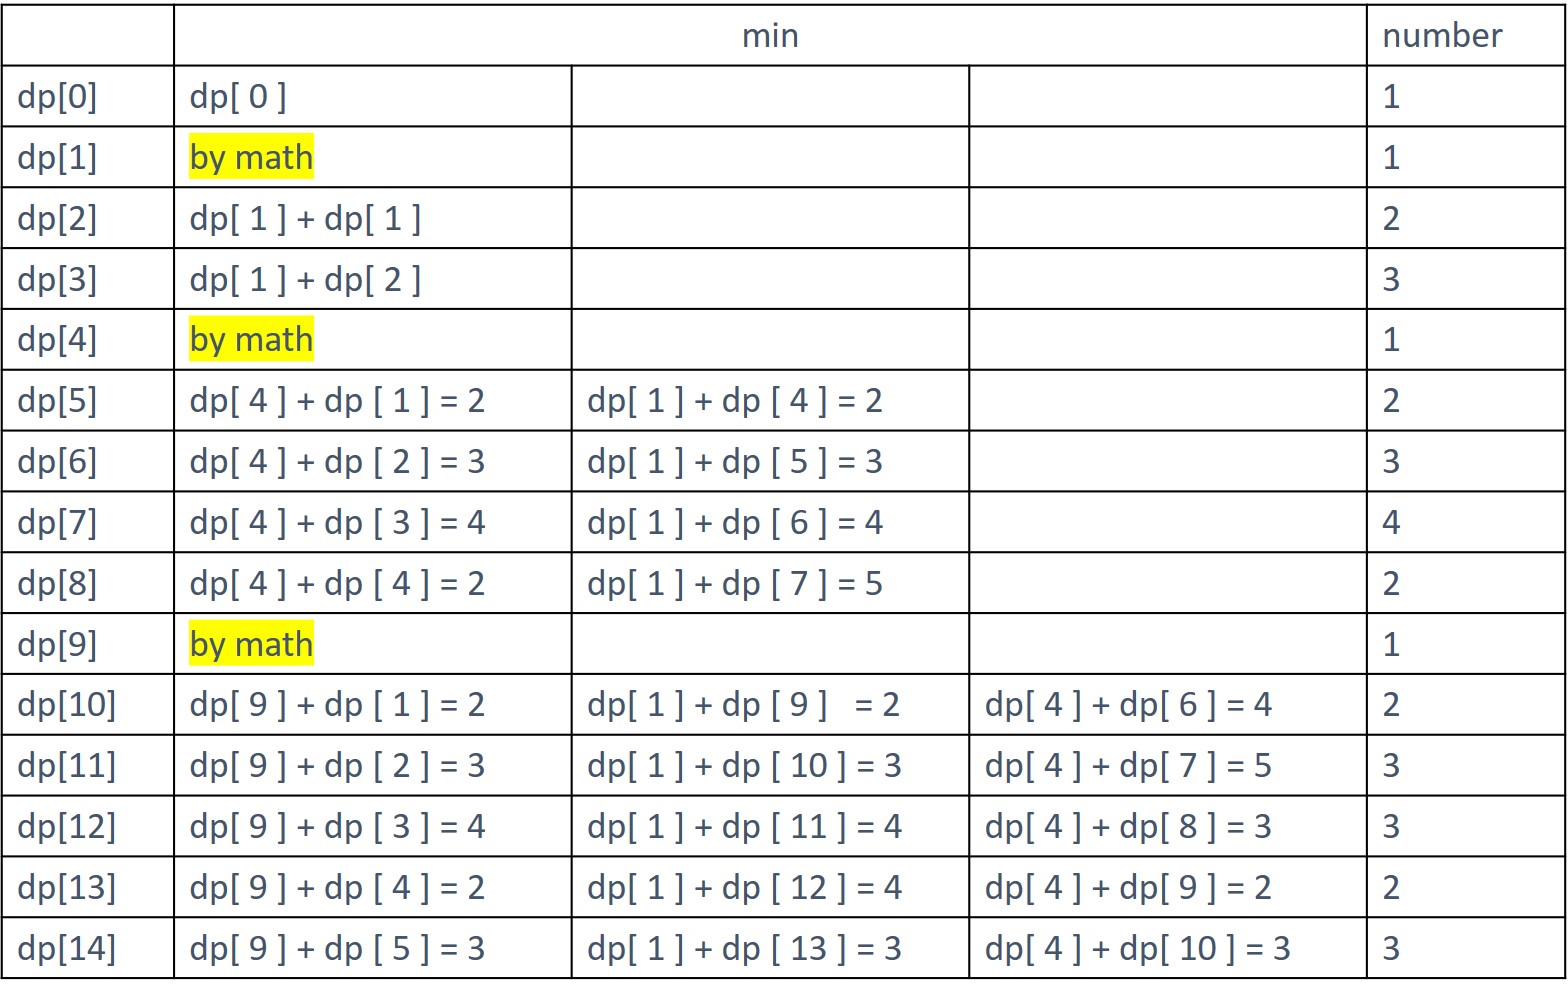 min number
dp[0] dp[ 0 ] 1
dp[1] by math 1
dp[2] dp[ 1 ] + dp[ 1 ] 2
dp[3] dp[ 1 ] + dp[ 2 ] 3
dp[4] by math 1
dp[5] dp[ 4 ] + dp [ 1 ] = 2 dp[ 1 ] + dp [ 4 ] = 2 2
dp[6] dp[ 4 ] + dp [ 2 ] = 3 dp[ 1 ] + dp [ 5 ] = 3 3
dp[7] dp[ 4 ] + dp [ 3 ] = 4 dp[ 1 ] + dp [ 6 ] = 4 4
dp[8] dp[ 4 ] + dp [ 4 ] = 2 dp[ 1 ] + dp [ 7 ] = 5 2
dp[9] by math 1
dp[10] dp[ 9 ] + dp [ 1 ] = 2 dp[ 1 ] + dp [ 9 ] = 2 dp[ 4 ] + dp[ 6 ] = 4 2
dp[11] dp[ 9 ] + dp [ 2 ] = 3 dp[ 1 ] + dp [ 10 ] = 3 dp[ 4 ] + dp[ 7 ] = 5 3
dp[12] dp[ 9 ] + dp [ 3 ] = 4 dp[ 1 ] + dp [ 11 ] = 4 dp[ 4 ] + dp[ 8 ] = 3 3
dp[13] dp[ 9 ] + dp [ 4 ] = 2 dp[ 1 ] + dp [ 12 ] = 4 dp[ 4 ] + dp[ 9 ] = 2 2
dp[14] dp[ 9 ] + dp [ 5 ] = 3 dp[ 1 ] + dp [ 13 ] = 3 dp[ 4 ] + dp[ 10 ] = 3 3